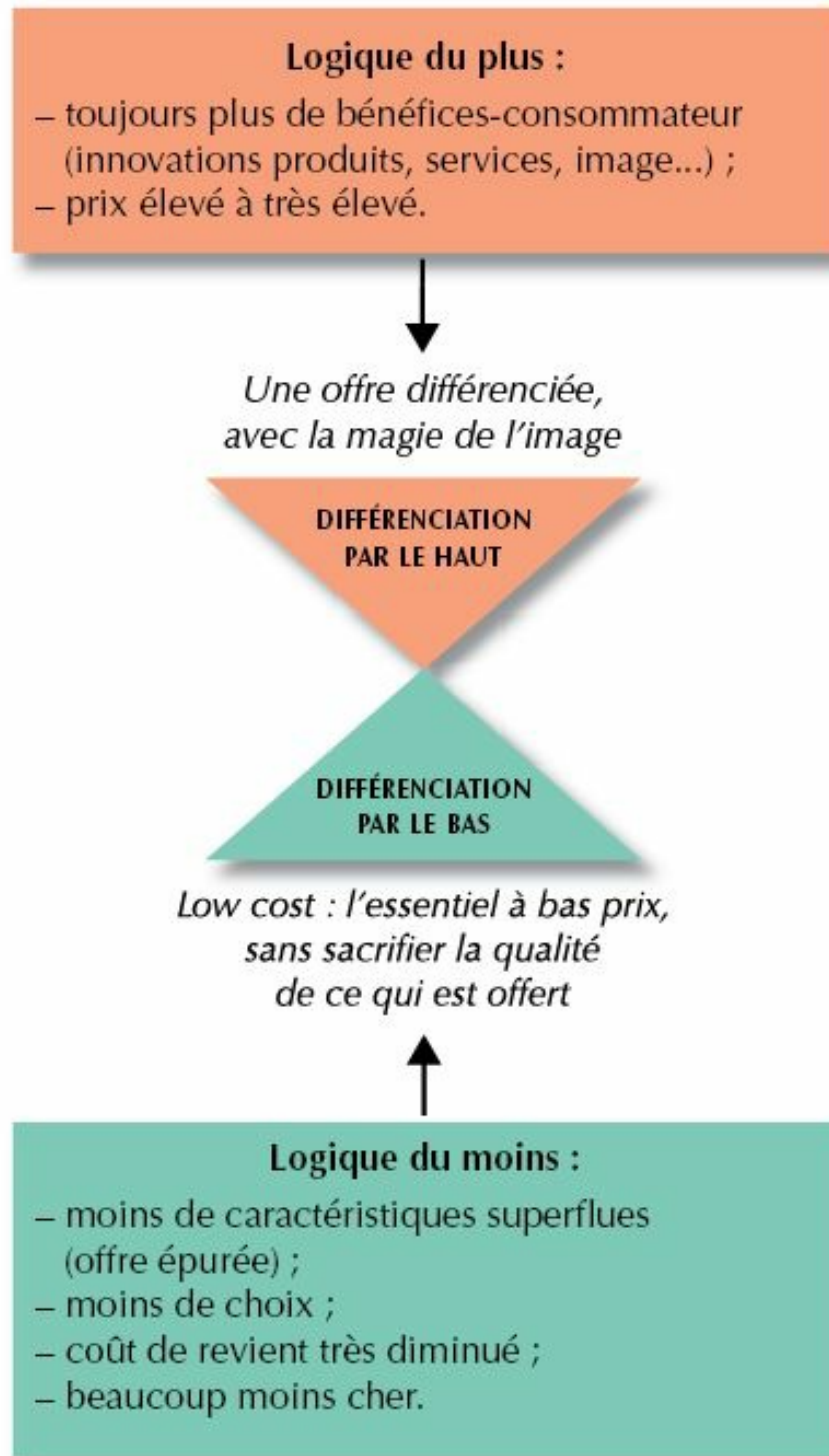 Logique du plus :
– toujours plus de bénéfices-consommateur
(innovations produits, services, image...) ;
– prix élevé à très élevé.
Une offre différenciée,
avec la magie de l'image
DIFFÉRENCIATION
PAR LE HAUT
DIFFÉRENCIATION
PAR LE BAS
Low cost : l'essentiel à bas prix,
sans sacrifier la qualité
de ce qui est offert
Logique du moins :
– moins de caractéristiques superflues
(offre épurée) ;
– moins de choix ;
– coût de revient très diminué ;
– beaucoup moins cher.